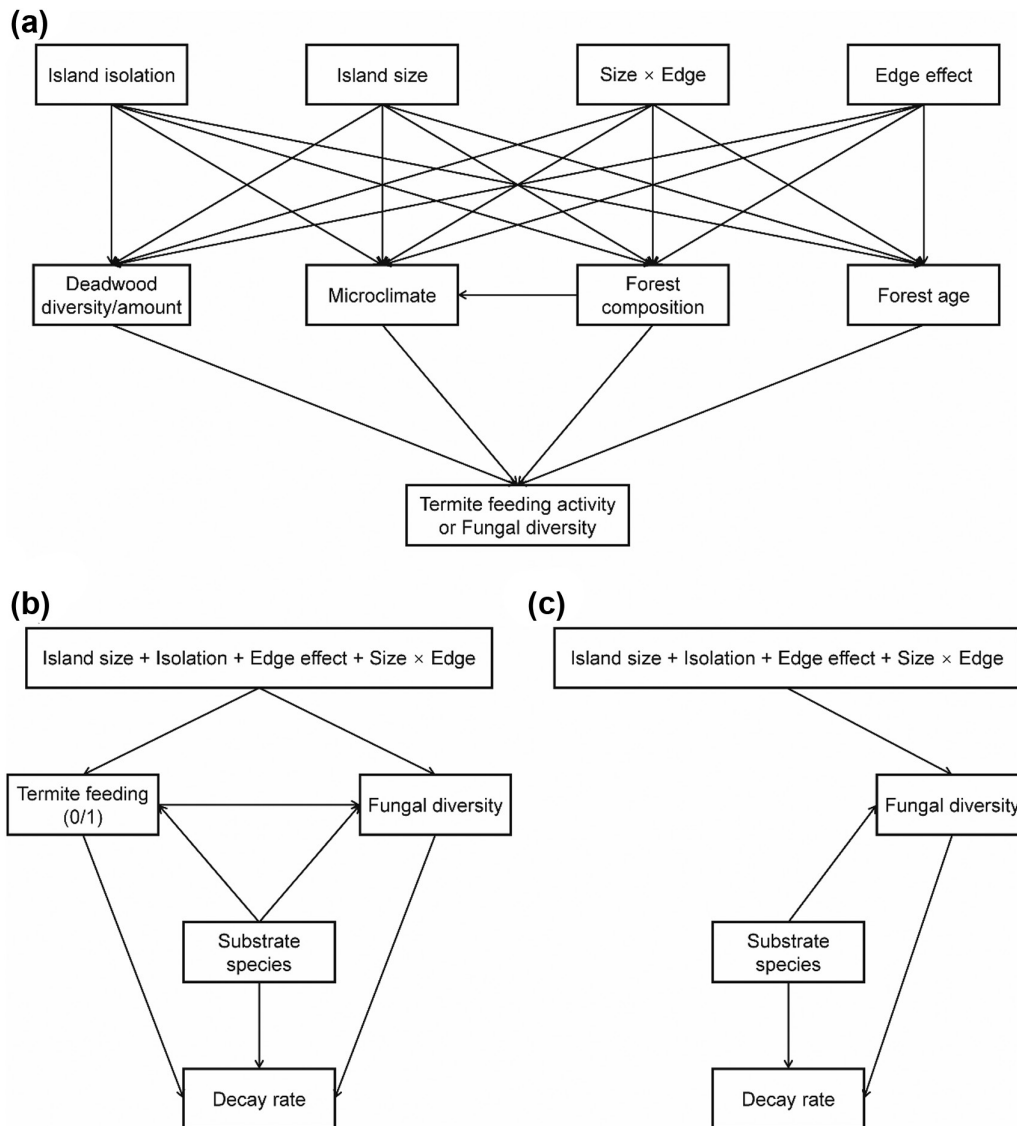 (a)
Island isolation
Island size
Size × Edge
Edge effect
Deadwood
diversity/amount
Microclimate
Forest
composition
Forest age
Termite feeding activity
or Fungal diversity
(b)
Island size + Isolation + Edge effect + Size × Edge
Termite feeding
(0/1)
Fungal diversity
Substrate
species
Decay rate
(c)
Island size + Isolation + Edge effect + Size × Edge
Fungal diversity
Substrate
species
Decay rate